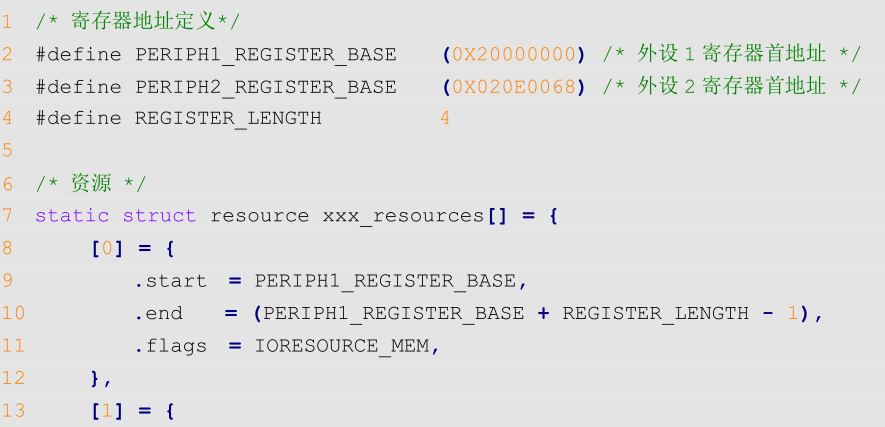 1 /* 寄存器地址定义*/
2 #define PERIPH1_REGISTER_BASE (0X20000000) /* 外设 1 寄存器首地址 */
3 #define PERIPH2_REGISTER_BASE (0X020E0068) /* 外设 2 寄存器首地址 */
4 #define REGISTER_LENGTH 4
5
6 /* 资源 */
7 static struct resource xxx_resources[] = {
8 [0] = {
9 .start = PERIPH1_REGISTER_BASE,
10 .end = (PERIPH1_REGISTER_BASE + REGISTER_LENGTH - 1),
11 .flags = IORESOURCE_MEM,
12 },
13 [1] = {